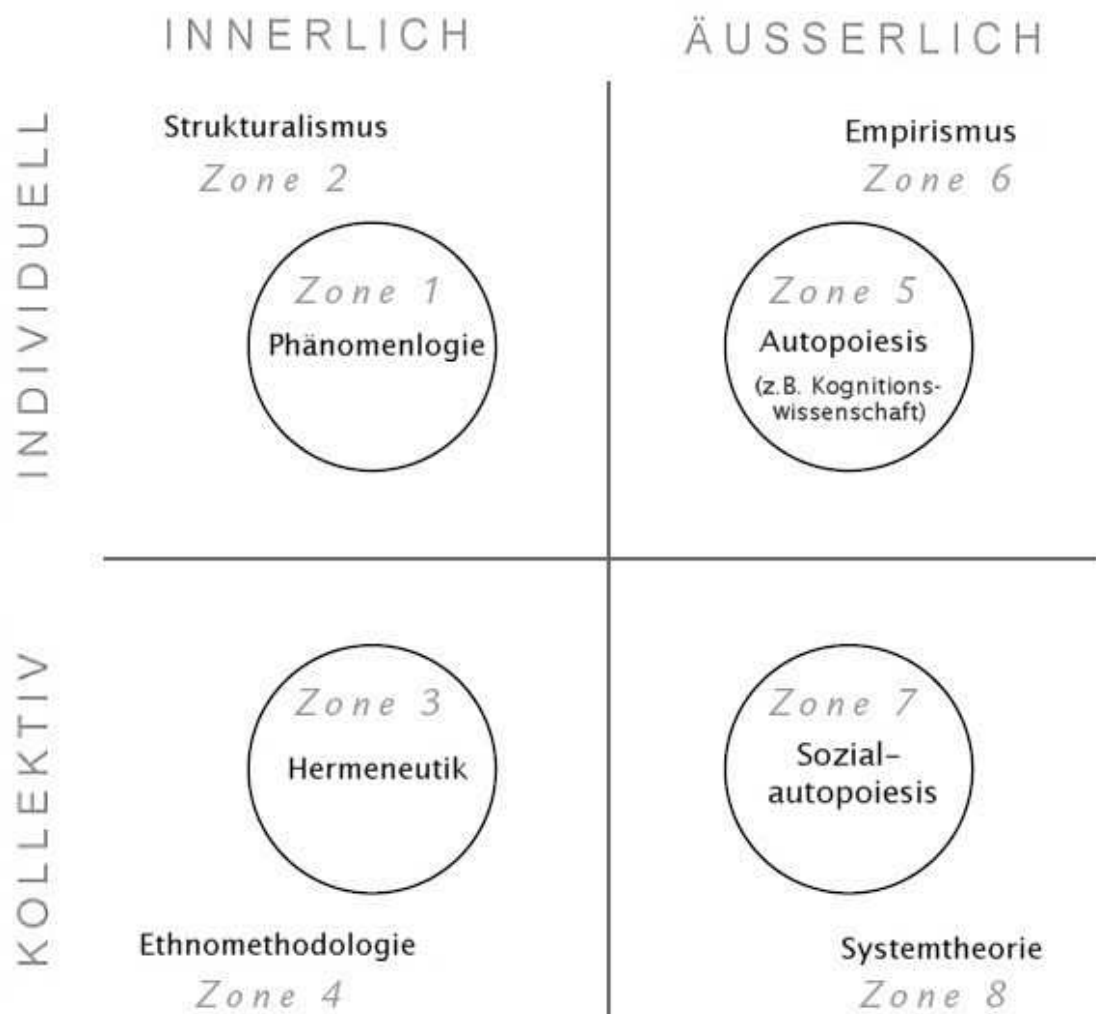 INNERLICH
ÄUSSERLICH
INDIVIDUELL
Strukturalismus
Zone 2
Zone 1
Phänomenlogie
Empirismus
Zone 6
Zone 5
Autopoiesis
(z.B. Kognitions-
wissenschaft)
KOLLEKTIV
Zone 3
Hermeneutik
Ethnomethodologie
Zone 4
Zone 7
Sozial-
autopoiesis
Systemtheorie
Zone 8